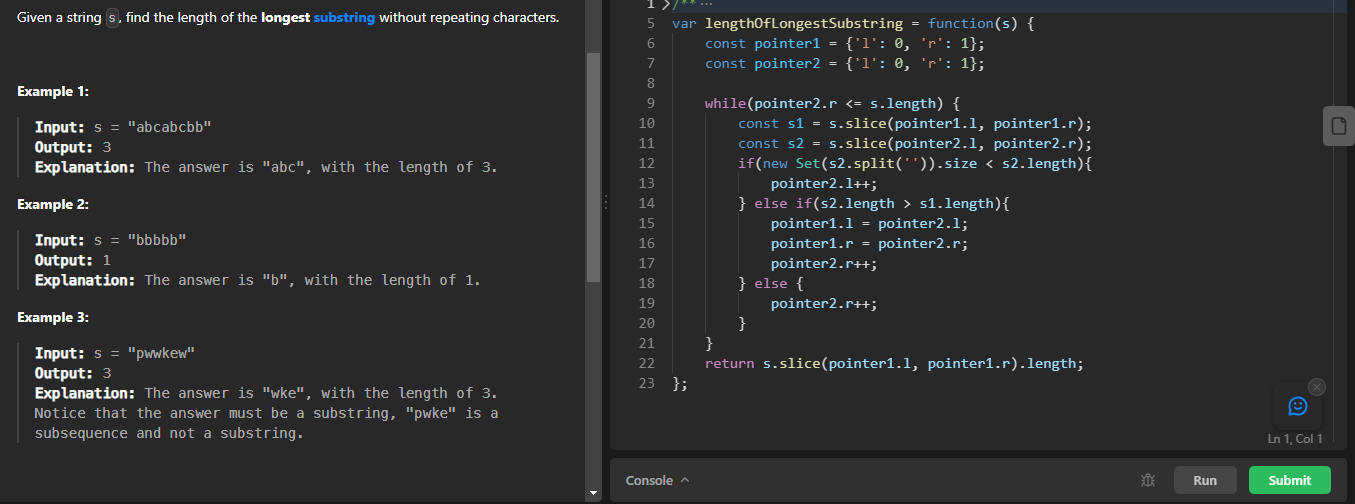 Given a string s, find the length of the longest substring without repeating characters.
Example 1:
Input: s = "abcabcbb"
Output: 3
Explanation: The answer is "abc", with the length of 3.
Example 2:
Input: s = "bbbbb"
Output: 1
Explanation: The answer is "b", with the length of 1.
Example 3:
Input: s = "pwwkew"
Output: 3
Explanation: The answer is "wke", with the length of 3.
Notice that the answer must be a substring, "pwke" is a
subsequence and not a substring.
1 /** ···
5 var lengthOfLongestSubstring = function(s) {
6 const pointer1 = {'l': 0, 'r': 1};
7 const pointer2 = {'l': 0, 'r': 1};
8
9 while(pointer2.r <= s.length) {
10 const s1 = s.slice(pointer1.l, pointer1.r);
11 const s2 = s.slice(pointer2.l, pointer2.r);
12 if(new Set(s2.split('')).size < s2.length){
13 pointer2.l++;
14 } else if(s2.length > s1.length){
15 pointer1.l = pointer2.l;
16 pointer1.r = pointer2.r;
17 pointer2.r++;
18 } else {
19 pointer2.r++;
20 }
21 }
22 return s.slice(pointer1.l, pointer1.r).length;
23 };
Ln 1, Col 1
Console
Run
Submit